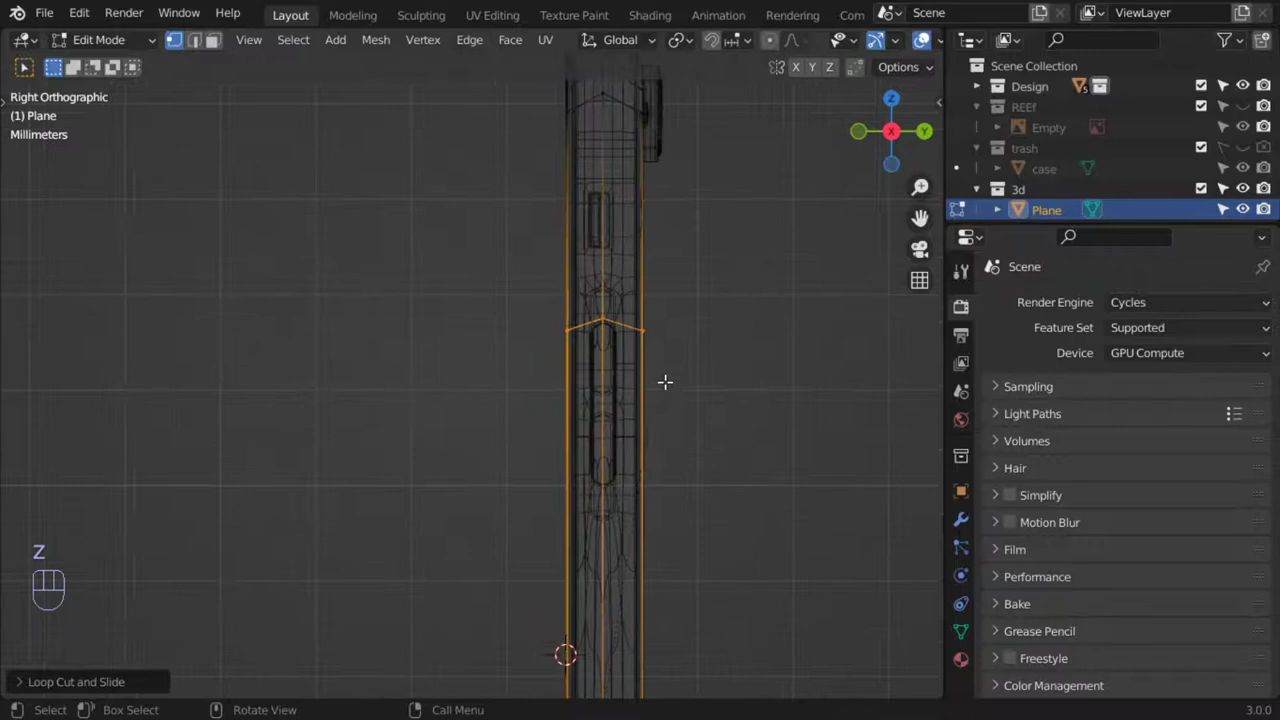 File Edit Render Window Help Layout Modeling Sculpting UV Editing Texture Paint Shading Animation Rendering Com Scene ViewLayer
Edit Mode View Select Add Mesh Vertex Edge Face UV Global
X Y Z Options
Right Orthographic
(1) Plane
Millimeters
Z
Y
X
Scene Collection
Design 5
REEf
Empty
trash
case
3d
Plane
Scene
Render Engine Cycles
Feature Set Supported
Device GPU Compute
Sampling
Light Paths
Volumes
Hair
Simplify
Motion Blur
Film
Performance
Bake
Grease Pencil
Freestyle
Color Management
Z
Loop Cut and Slide
Select Box Select Rotate View Call Menu 3.0.0